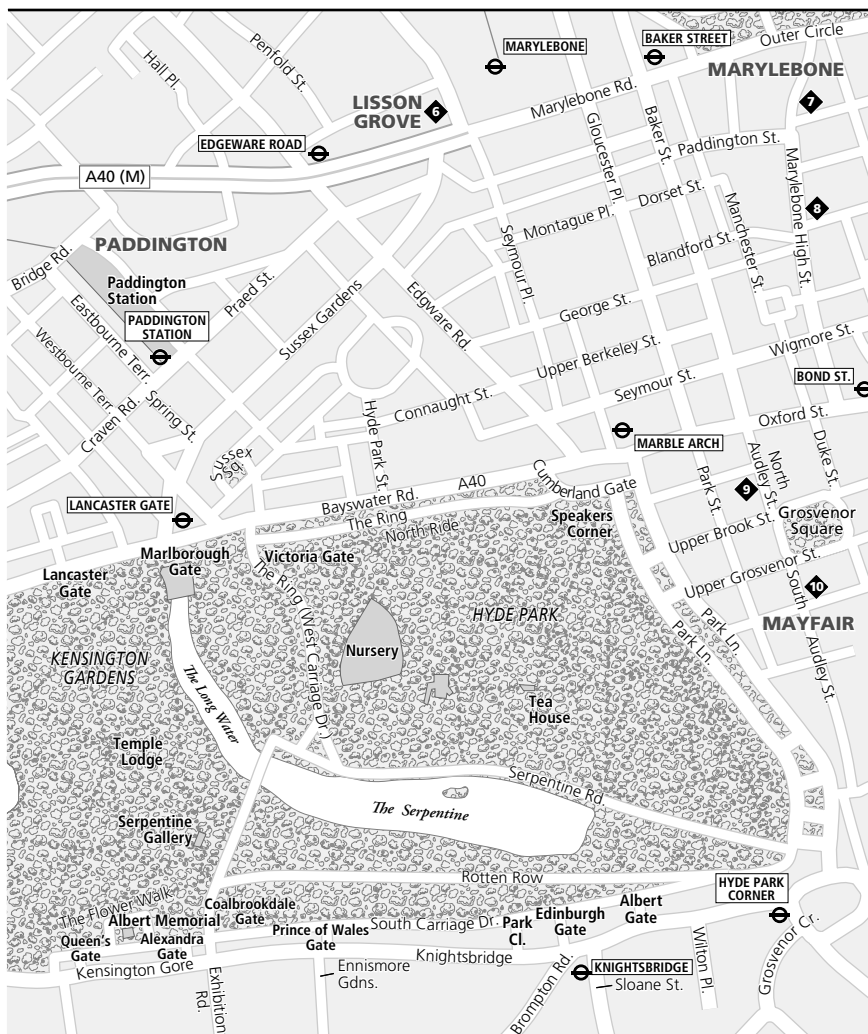 MARYLEBONE
BAKER STREET
Outer Circle
MARYLEBONE
Hall Pl.
Penfold St.
LISSON
GROVE
6
7
Marylebone Rd.
EDGEWARE ROAD
Gloucester Pl.
Baker St.
Paddington St.
A40 (M)
Dorset St.
Montague Pl.
Manchester St.
Marylebone High St.
8
Bridge Rd.
PADDINGTON
Paddington
Station
Seymour Pl.
Blandford St.
Praed St.
Sussex Gardens
Edgware Rd.
George St.
PADDINGTON
STATION
Eastbourne Terr.
Westbourne Terr.
Upper Berkeley St.
Wigmore St.
Spring St.
Craven Rd.
Connaught St.
Seymour St.
BOND ST.
Hyde Park St.
Oxford St.
MARBLE ARCH
Sussex
Sq.
Duke St.
North
Audley St.
Park St.
9
A40
Cumberland Gate
LANCASTER GATE
Bayswater Rd.
The Ring
North Ride
Speakers
Corner
Grosvenor
Square
Upper Brook St.
Marlborough
Gate
Victoria Gate
Lancaster
Gate
The Ring (West Carriage Dr.)
Upper Grosvenor St.
10
MAYFAIR
South
Audley St.
Park Ln.
Park Ln.
HYDE PARK
KENSINGTON
GARDENS
Nursery
The Long Water
Tea
House
Temple
Lodge
Serpentine Rd.
The Serpentine
Serpentine
Gallery
Rotten Row
HYDE PARK
CORNER
The Flower Walk
Coalbrookdale
Gate
Albert Memorial
Albert
Gate
Edinburgh
Gate
South Carriage Dr.
Park
Cl.
Prince of Wales
Gate
Queen's
Gate
Alexandra
Gate
Knightsbridge
Kensington Gore
Exhibition
Rd.
Ennismore
Gdns.
Brompton Rd.
KNIGHTSBRIDGE
Sloane St.
Wilton Pl.
Grosvenor Cr.